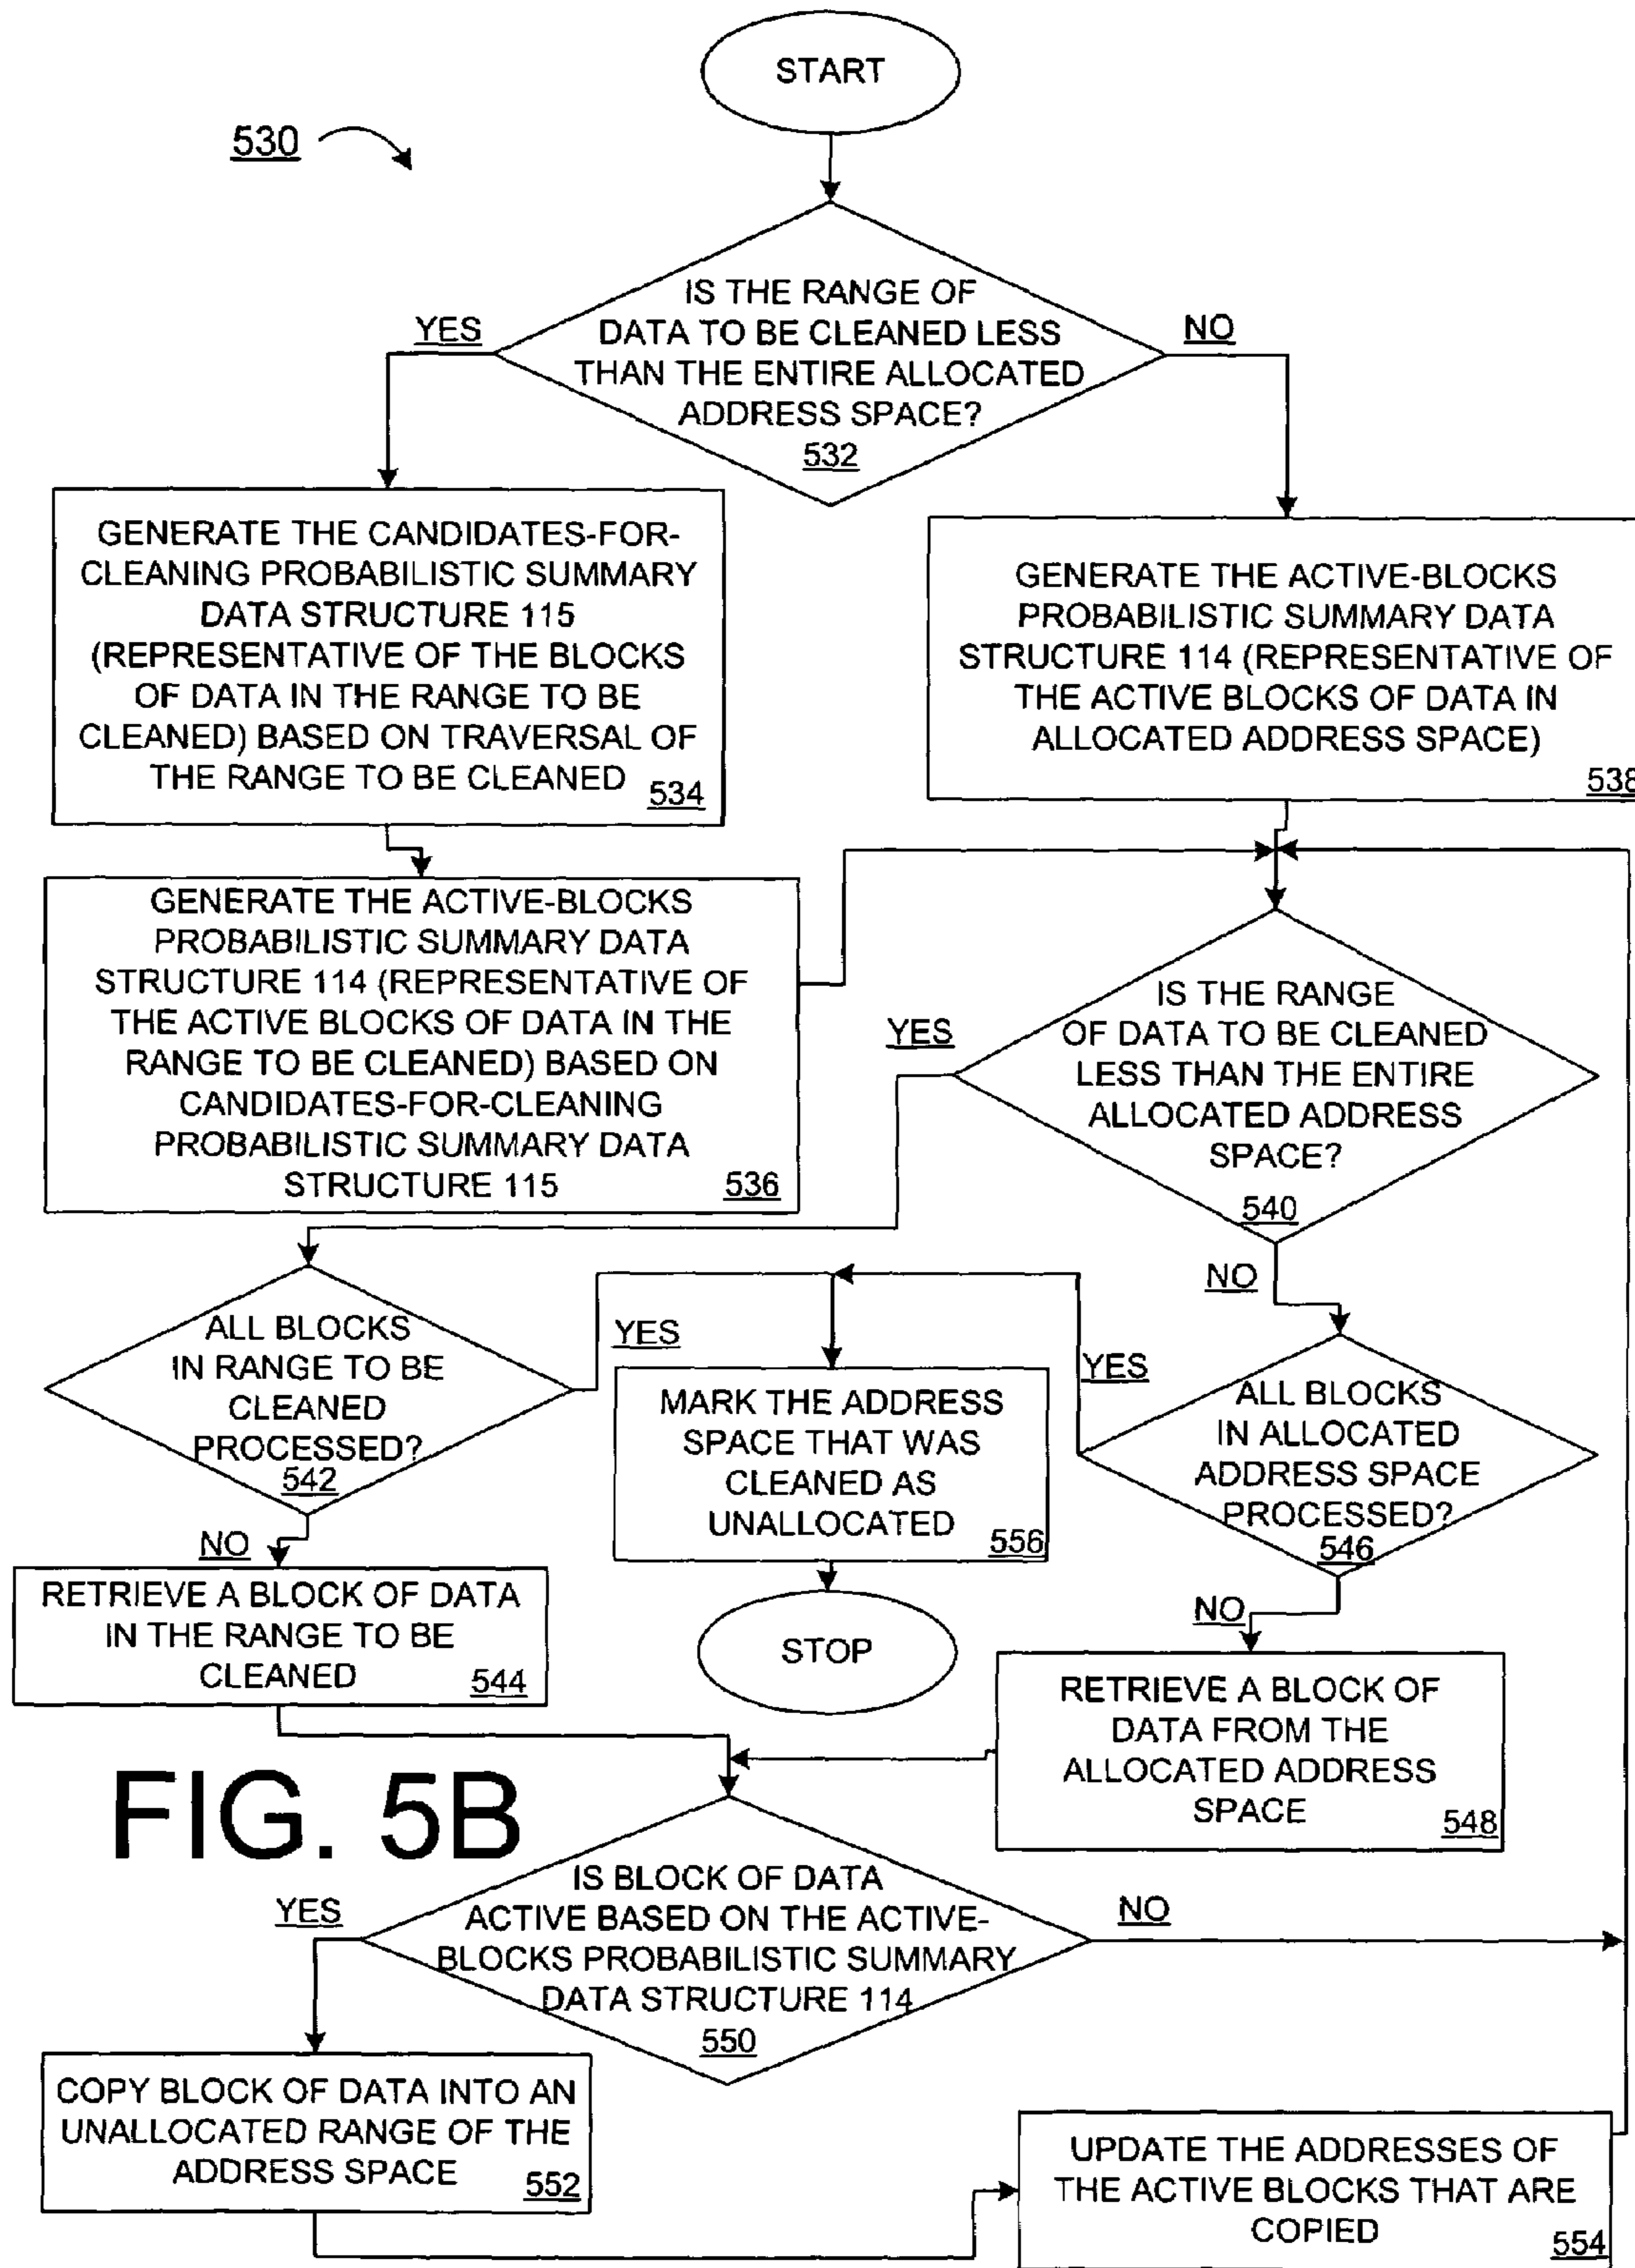 START
530
IS THE RANGE OF
DATA TO BE CLEANED LESS
THAN THE ENTIRE ALLOCATED
ADDRESS SPACE?
532
YES
NO
GENERATE THE CANDIDATES-FOR-
CLEANING PROBABILISTIC SUMMARY
DATA STRUCTURE 115
(REPRESENTATIVE OF THE BLOCKS
OF DATA IN THE RANGE TO BE
CLEANED) BASED ON TRAVERSAL OF
THE RANGE TO BE CLEANED
534
GENERATE THE ACTIVE-BLOCKS
PROBABILISTIC SUMMARY DATA
STRUCTURE 114 (REPRESENTATIVE OF
THE ACTIVE BLOCKS OF DATA IN
ALLOCATED ADDRESS SPACE)
538
GENERATE THE ACTIVE-BLOCKS
PROBABILISTIC SUMMARY DATA
STRUCTURE 114 (REPRESENTATIVE OF
THE ACTIVE BLOCKS OF DATA IN THE
RANGE TO BE CLEANED) BASED ON
CANDIDATES-FOR-CLEANING
PROBABILISTIC SUMMARY DATA
STRUCTURE 115
536
IS THE RANGE
OF DATA TO BE CLEANED
LESS THAN THE ENTIRE
ALLOCATED ADDRESS
SPACE?
540
YES
NO
ALL BLOCKS
IN RANGE TO BE
CLEANED
PROCESSED?
542
YES
NO
MARK THE ADDRESS
SPACE THAT WAS
CLEANED AS
UNALLOCATED
556
YES
ALL BLOCKS
IN ALLOCATED
ADDRESS SPACE
PROCESSED?
546
NO
RETRIEVE A BLOCK OF DATA
IN THE RANGE TO BE
CLEANED
544
STOP
RETRIEVE A BLOCK OF
DATA FROM THE
ALLOCATED ADDRESS
SPACE
548
FIG. 5B
IS BLOCK OF DATA
ACTIVE BASED ON THE ACTIVE-
BLOCKS PROBABILISTIC SUMMARY
DATA STRUCTURE 114
550
YES
NO
COPY BLOCK OF DATA INTO AN
UNALLOCATED RANGE OF THE
ADDRESS SPACE
552
UPDATE THE ADDRESSES OF
THE ACTIVE BLOCKS THAT ARE
COPIED
554